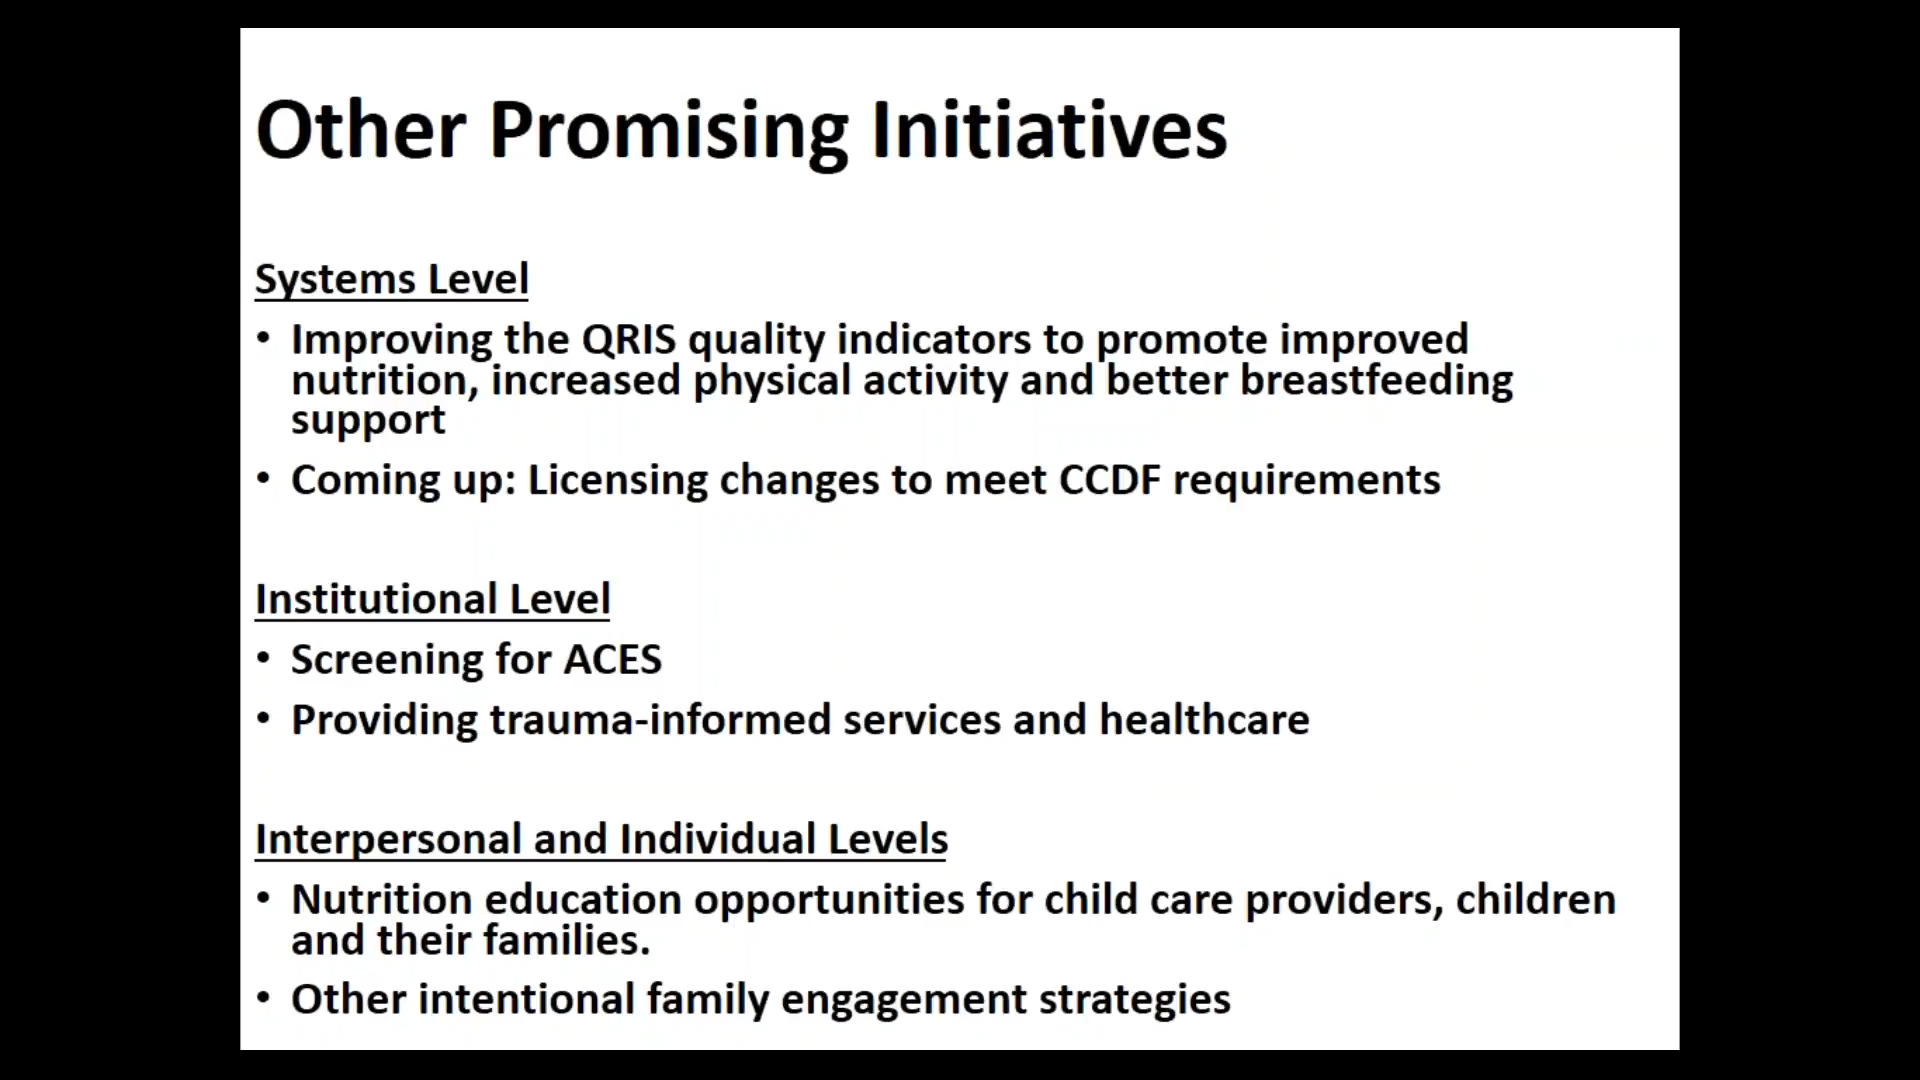 Other Promising Initiatives
Systems Level
• Improving the QRIS quality indicators to promote improved
nutrition, increased physical activity and better breastfeeding
support
• Coming up: Licensing changes to meet CCDF requirements
Institutional Level
• Screening for ACES
• Providing trauma-informed services and healthcare
Interpersonal and Individual Levels
• Nutrition education opportunities for child care providers, children
and their families.
• Other intentional family engagement strategies